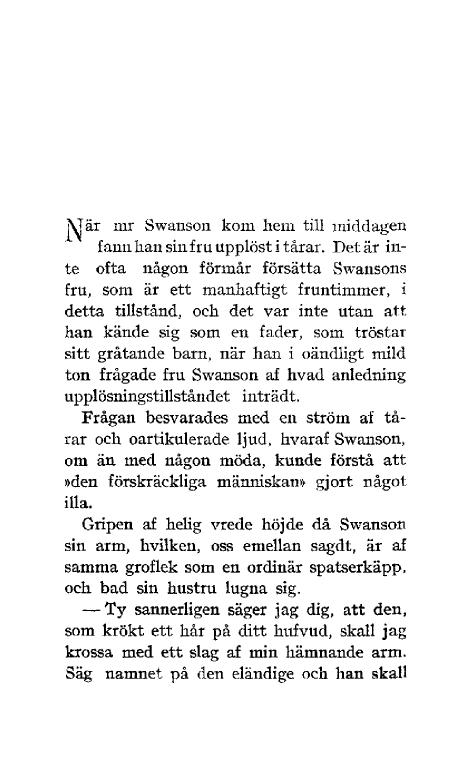 När mr Swanson kom hem till middagen
fann han sin fru upplöst i tårar. Det är in-
te ofta någon förmår försätta Swansons
fru, som är ett manhaftigt fruntimmer, i
detta tillstånd, och det var inte utan att
han kände sig som en fader, som tröstar
sitt gråtande barn, när han i oändligt mild
ton frågade fru Swanson af hvad anledning
upplösningstillståndet inträdt.
Frågan besvarades med en ström af tå-
rar och oartikulerade ljud, hvaraf Swanson,
om än med någon möda, kunde förstå att
»den förskräckliga människan» gjort något
illa.
Gripen af helig vrede höjde då Swanson
sin arm, hvilken, oss emellan sagdt, är af
samma groflek som en ordinär spatserkäpp,
och bad sin hustru lugna sig.
— Ty sannerligen säger jag dig, att den,
som krökt ett hår på ditt hufvud, skall jag
krossa med ett slag af min hämnande arm.
Säg namnet på den eländige och han skall